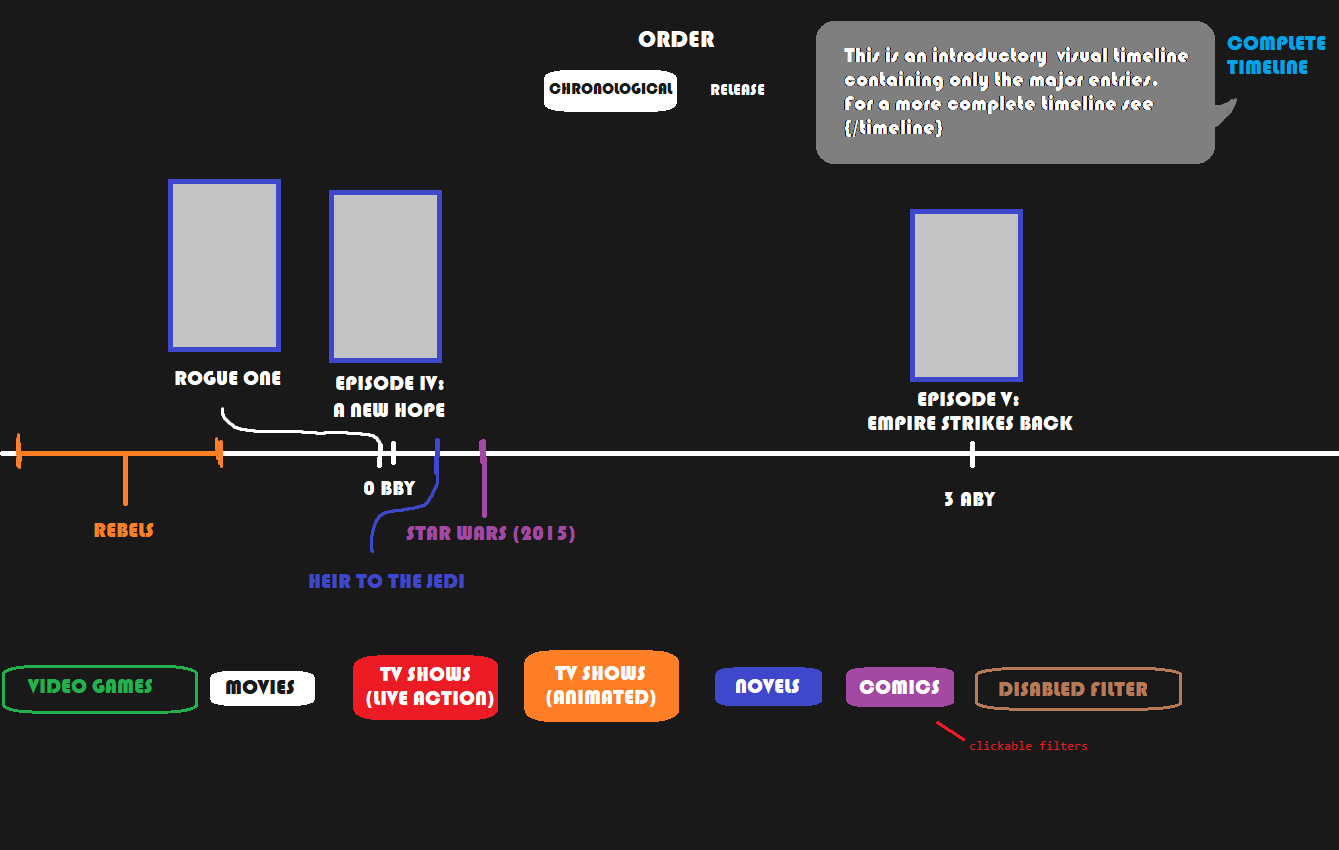 ORDER
CHRONOLOGICAL
RELEASE
This is an introductory visual timeline
containing only the major entries.
For a more complete timeline see
{/timeline}
COMPLETE
TIMELINE
ROGUE ONE
EPISODE IV:
A NEW HOPE
EPISODE V:
EMPIRE STRIKES BACK
0 BBY
3 ABY
REBELS
STAR WARS (2015)
HEIR TO THE JEDI
VIDEO GAMES
MOVIES
TV SHOWS
(LIVE ACTION)
TV SHOWS
(ANIMATED)
NOVELS
COMICS
DISABLED FILTER
clickable filters